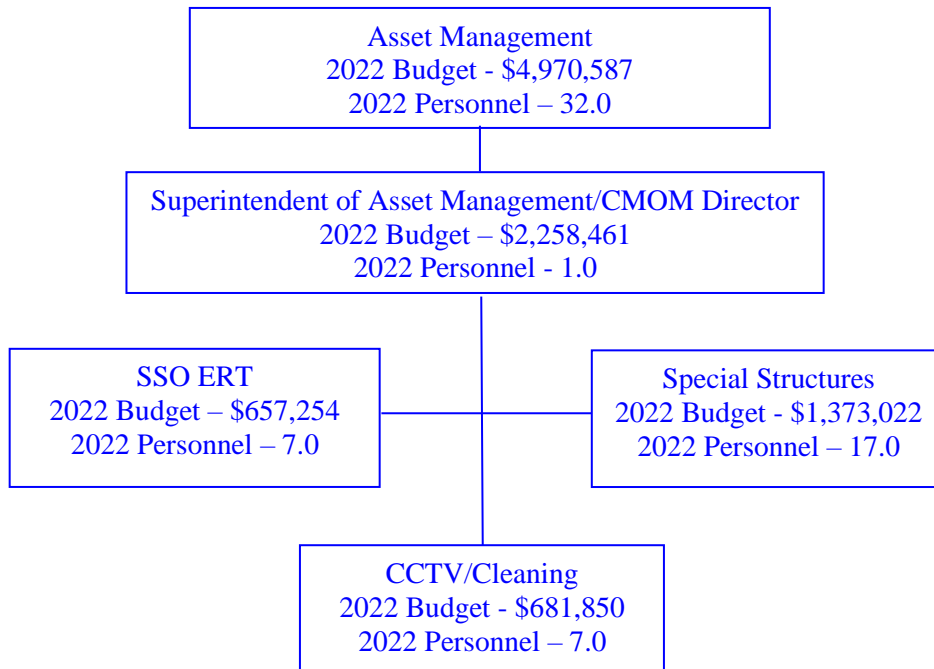 Asset Management
2022 Budget - $4,970,587
2022 Personnel – 32.0
Superintendent of Asset Management/CMOM Director
2022 Budget – $2,258,461
2022 Personnel - 1.0
SSO ERT
2022 Budget – $657,254
2022 Personnel – 7.0
Special Structures
2022 Budget - $1,373,022
2022 Personnel – 17.0
CCTV/Cleaning
2022 Budget - $681,850
2022 Personnel – 7.0